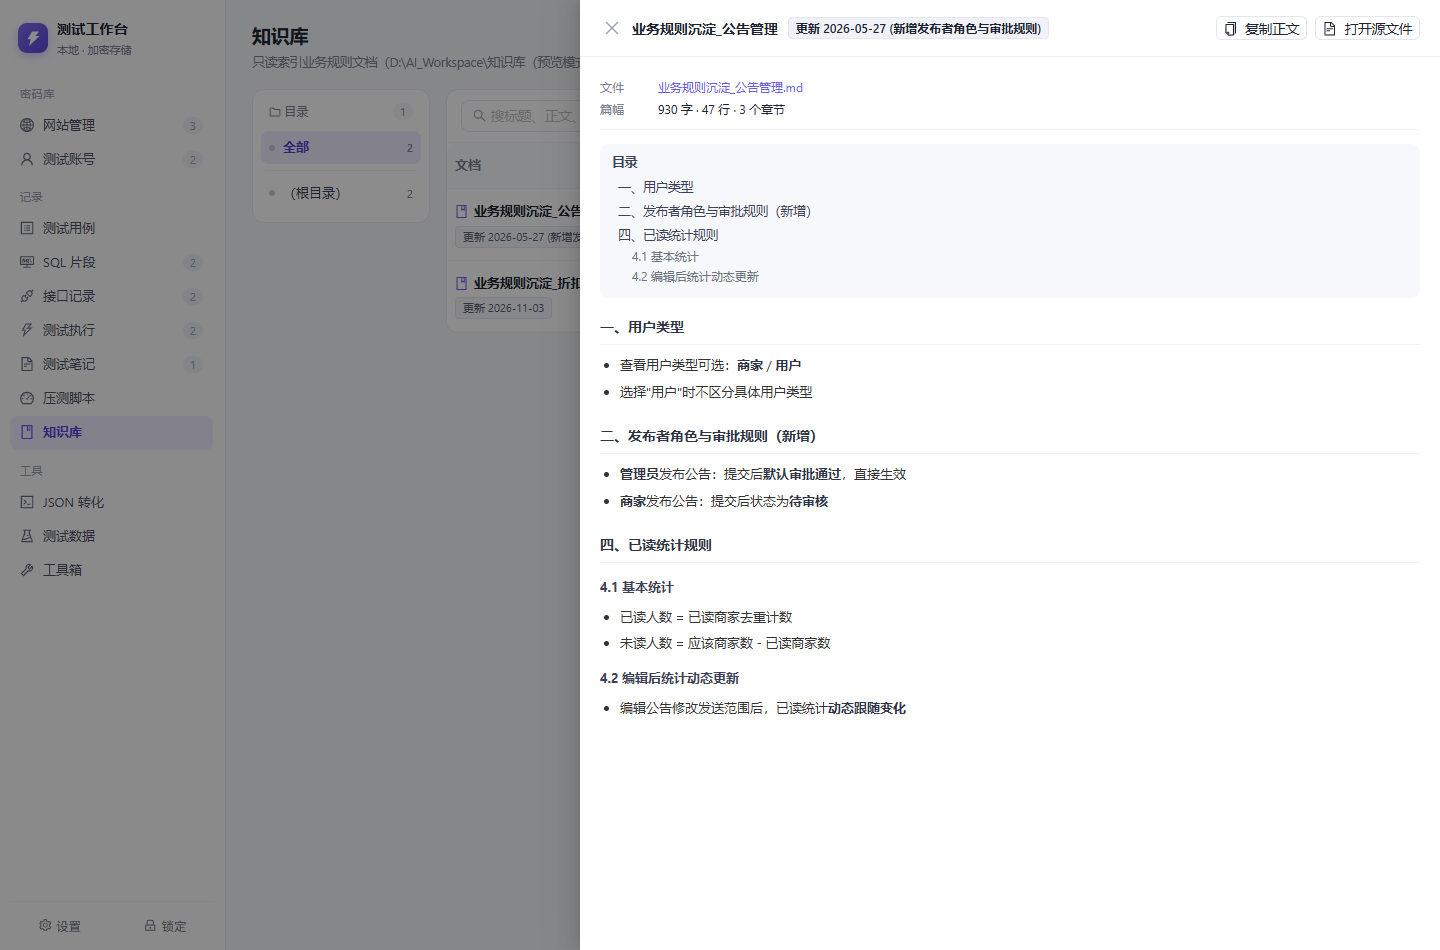 测试工作台
本地 · 加密存储
密码库
网站管理 3
测试账号 2
记录
测试用例
SQL 片段 2
接口记录 2
测试执行 2
测试笔记 1
压测脚本
知识库
工具
JSON 转化
测试数据
工具箱
设置 锁定
知识库
只读索引业务规则文档（D:\AI_Workspace\知识库（预览模式
目录 1
全部 2
（根目录） 2
搜标题、正文、
文档
业务规则沉淀_公告
更新 2026-05-27 (新增发
业务规则沉淀_折扣
更新 2026-11-03
业务规则沉淀_公告管理 更新 2026-05-27 (新增发布者角色与审批规则) 复制正文 打开源文件
文件 业务规则沉淀_公告管理.md
篇幅 930 字 · 47 行 · 3 个章节
目录
一、用户类型
二、发布者角色与审批规则（新增）
四、已读统计规则
4.1 基本统计
4.2 编辑后统计动态更新
一、用户类型
• 查看用户类型可选：商家 / 用户
• 选择"用户"时不区分具体用户类型
二、发布者角色与审批规则（新增）
• 管理员发布公告：提交后默认审批通过，直接生效
• 商家发布公告：提交后状态为待审核
四、已读统计规则
4.1 基本统计
• 已读人数 = 已读商家去重计数
• 未读人数 = 应该商家数 - 已读商家数
4.2 编辑后统计动态更新
• 编辑公告修改发送范围后，已读统计动态跟随变化